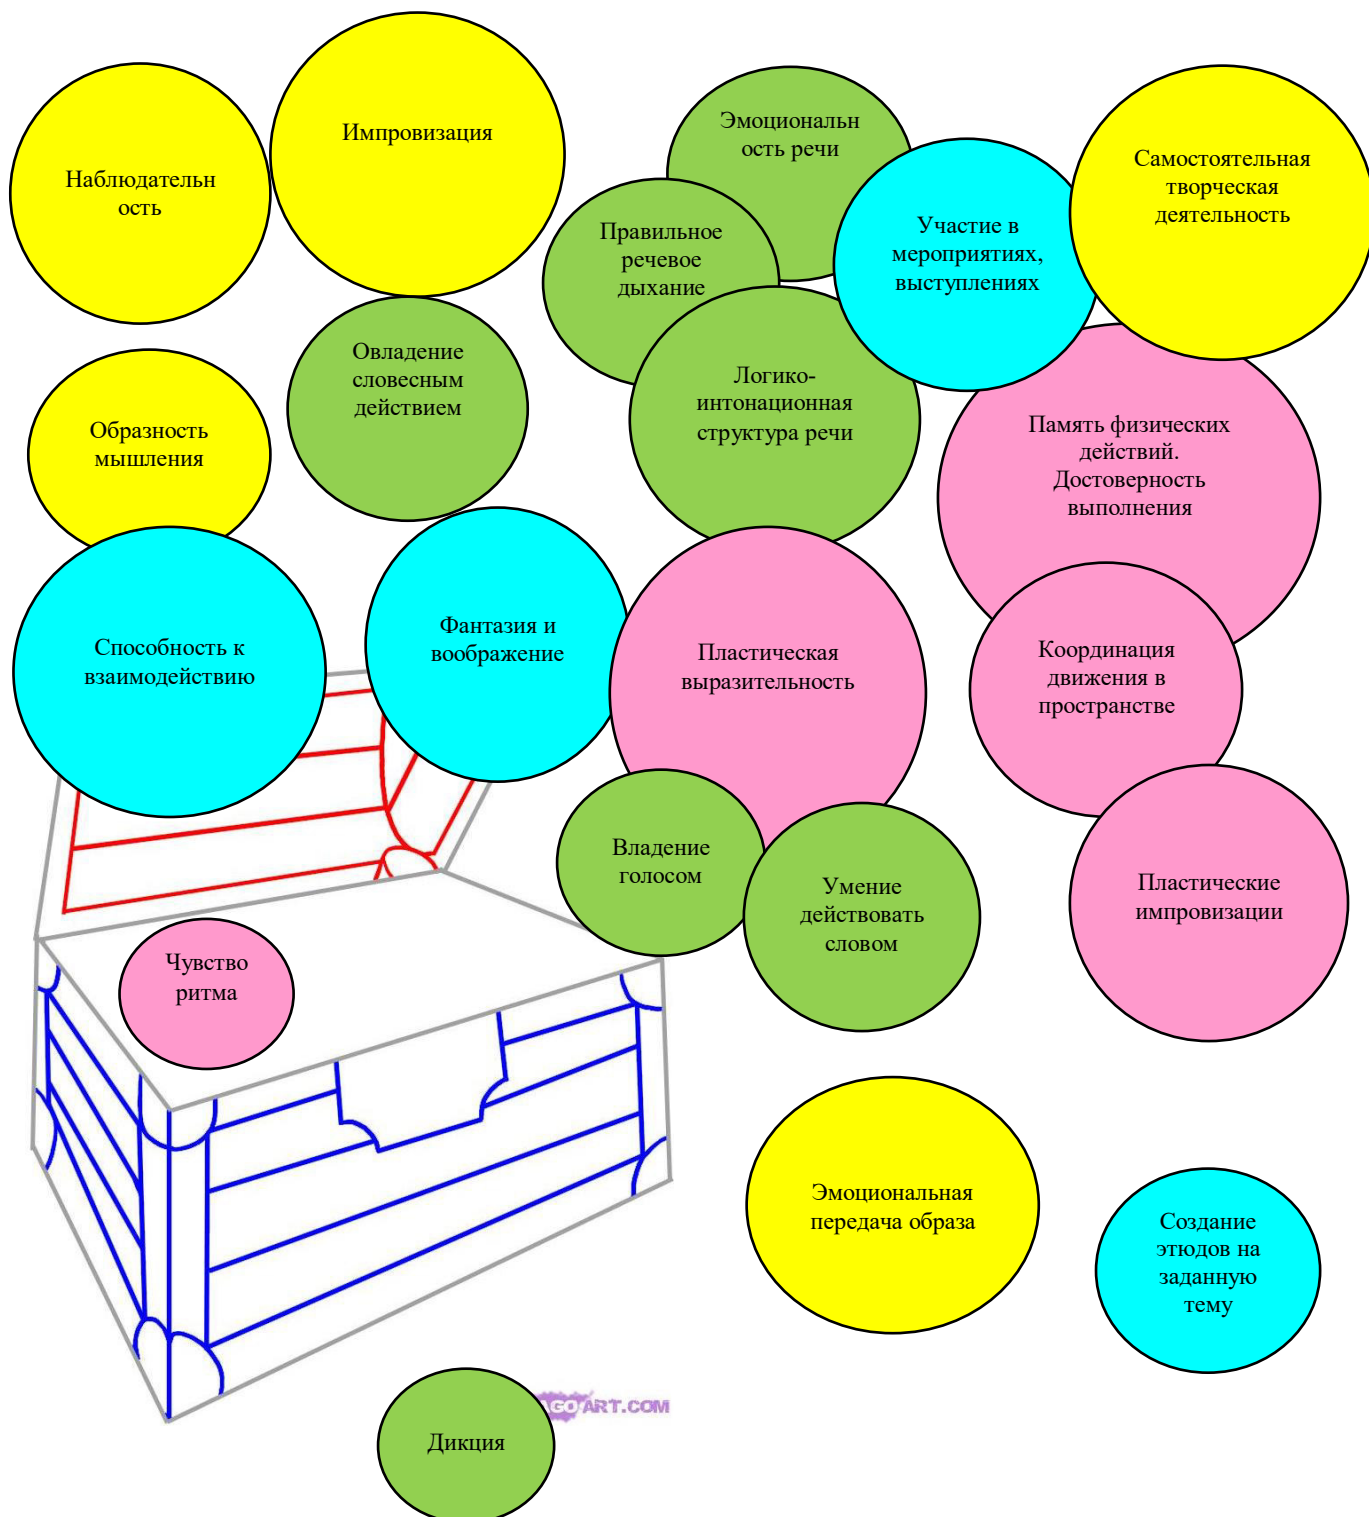 Наблюдательн
ость
Импровизация
Эмоциональн
ость речи
Самостоятельная
творческая
деятельность
Правильное
речевое
дыхание
Участие в
мероприятиях,
выступлениях
Образность
мышления
Овладение
словесным
действием
Логико-
интонационная
структура речи
Память физических
действий.
Достоверность
выполнения
Способность к
взаимодействию
Фантазия и
воображение
Пластическая
выразительность
Координация
движения в
пространстве
Владение
голосом
Умение
действовать
словом
Пластические
импровизации
Чувство
ритма
Эмоциональная
передача образа
Создание
этюдов на
заданную
тему
ART.COM
Дикция